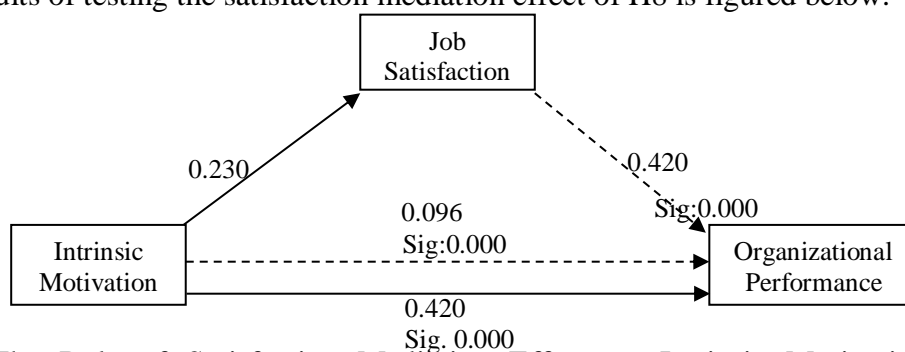 of testing the satisfaction mediation effect of H8 is figured below.
Job
Satisfaction
0.230
0.420
Sig:0.000
0.096
Sig:0.000
Intrinsic
Motivation
Organizational
Performance
0.420
Sig. 0.000